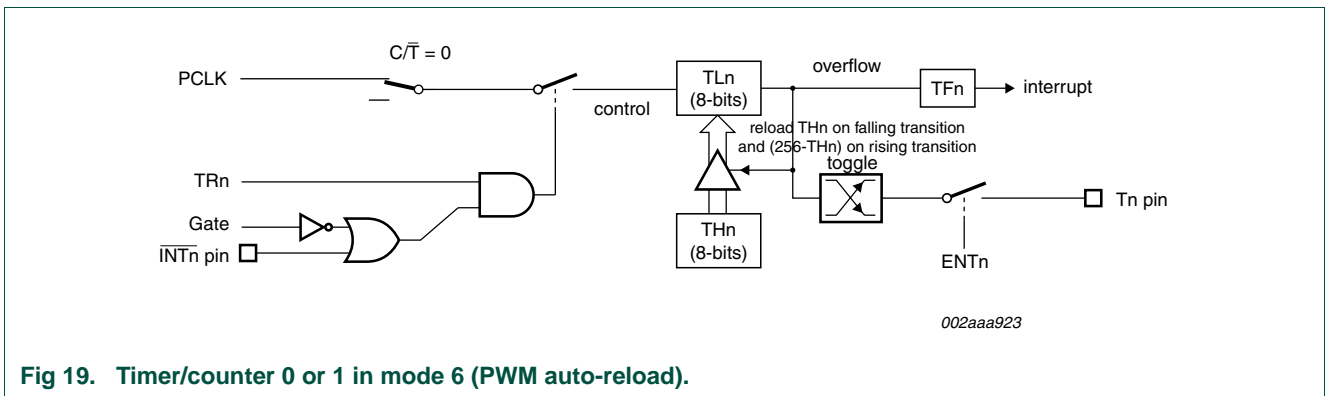 C/T̅ = 0
PCLK
control
TLn
(8-bits)
overflow
TFn
interrupt
reload THn on falling transition
and (256-THn) on rising transition
toggle
TRn
Gate
I̅N̅T̅n̅ pin
THn
(8-bits)
Tn pin
ENTn
002aaa923
Fig 19. Timer/counter 0 or 1 in mode 6 (PWM auto-reload).